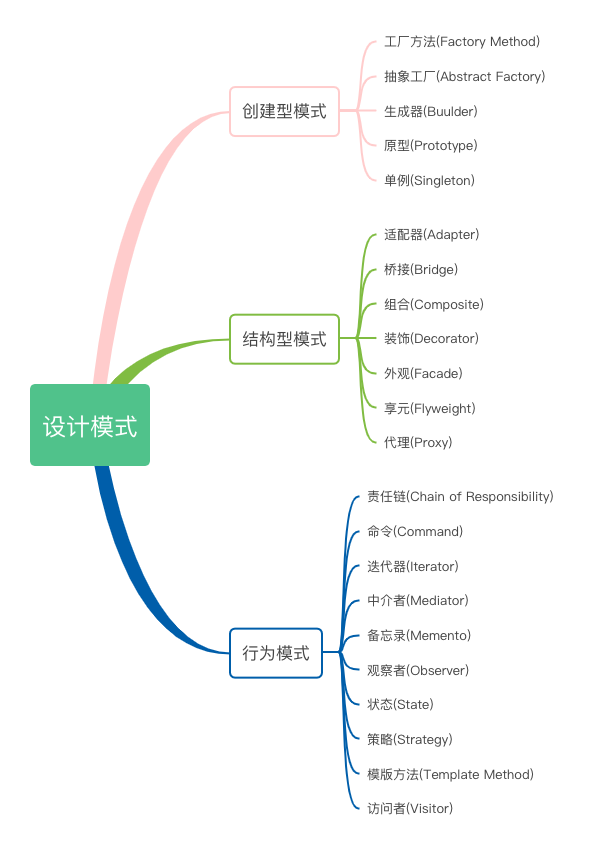 设计模式
创建型模式
工厂方法(Factory Method)
抽象工厂(Abstract Factory)
生成器(Buulder)
原型(Prototype)
单例(Singleton)
结构型模式
适配器(Adapter)
桥接(Bridge)
组合(Composite)
装饰(Decorator)
外观(Facade)
享元(Flyweight)
代理(Proxy)
行为模式
责任链(Chain of Responsibility)
命令(Command)
迭代器(Iterator)
中介者(Mediator)
备忘录(Memento)
观察者(Observer)
状态(State)
策略(Strategy)
模版方法(Template Method)
访问者(Visitor)